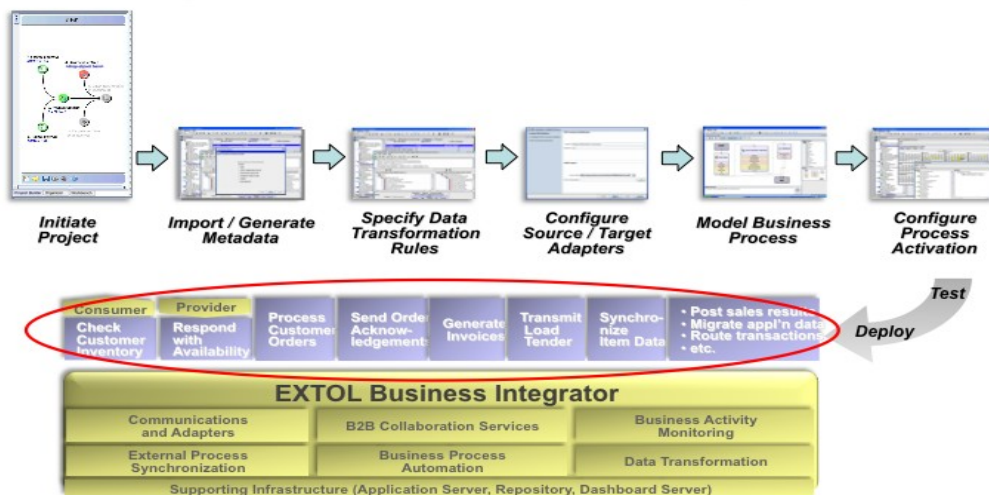 Initiate
Project
Import / Generate
Metadata
Specify Data
Transformation
Rules
Configure
Source / Target
Adapters
Model Business
Process
Configure
Process
Activation
Test
Deploy
Consumer
Check
Customer
Inventory
Provider
Respond
with
Availability
Process
Customer
Orders
Send Order
Acknow-
ledgement
Generate
Invoices
Transmit
Load
Tender
Synchro-
nize
Item Data
• Post sales results
• Migrate appl'n data
• Route transactions
• etc.
EXTOL Business Integrator
Communications
and Adapters
B2B Collaboration Services
Business Activity
Monitoring
External Process
Synchronization
Business Process
Automation
Data Transformation
Supporting Infrastructure (Application Server, Repository, Dashboard Server)